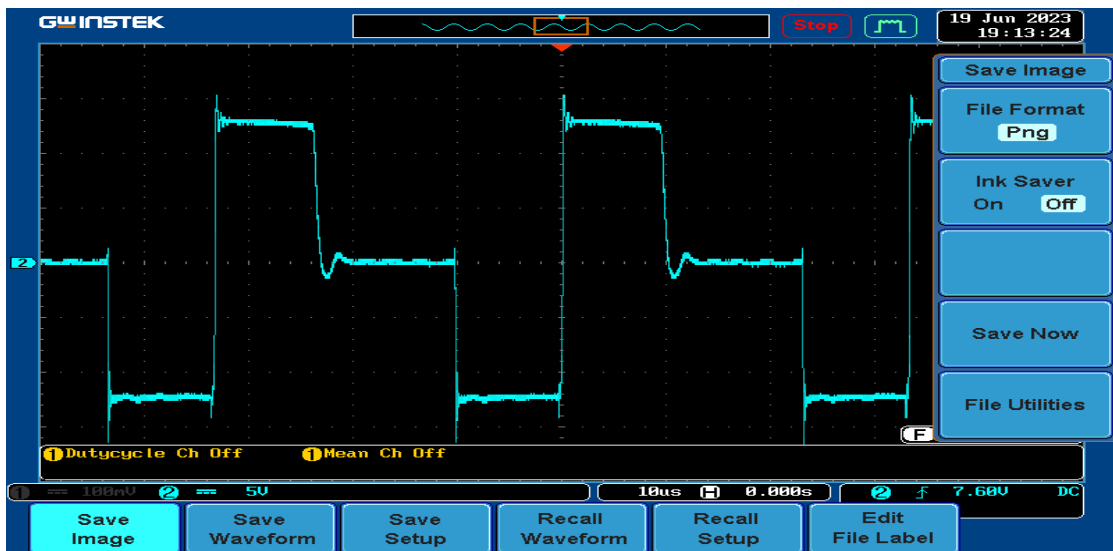 GWINSTEK
Stop
19 Jun 2023
19:13:24
Save Image
File Format
Png
Ink Saver
On Off
Save Now
File Utilities
2
F
1 Dutycycle Ch Off 1 Mean Ch Off
1 100mV 2 5V 10us H 0.000s 2 7.60V DC
Save Image
Save Waveform
Save Setup
Recall Waveform
Recall Setup
Edit File Label